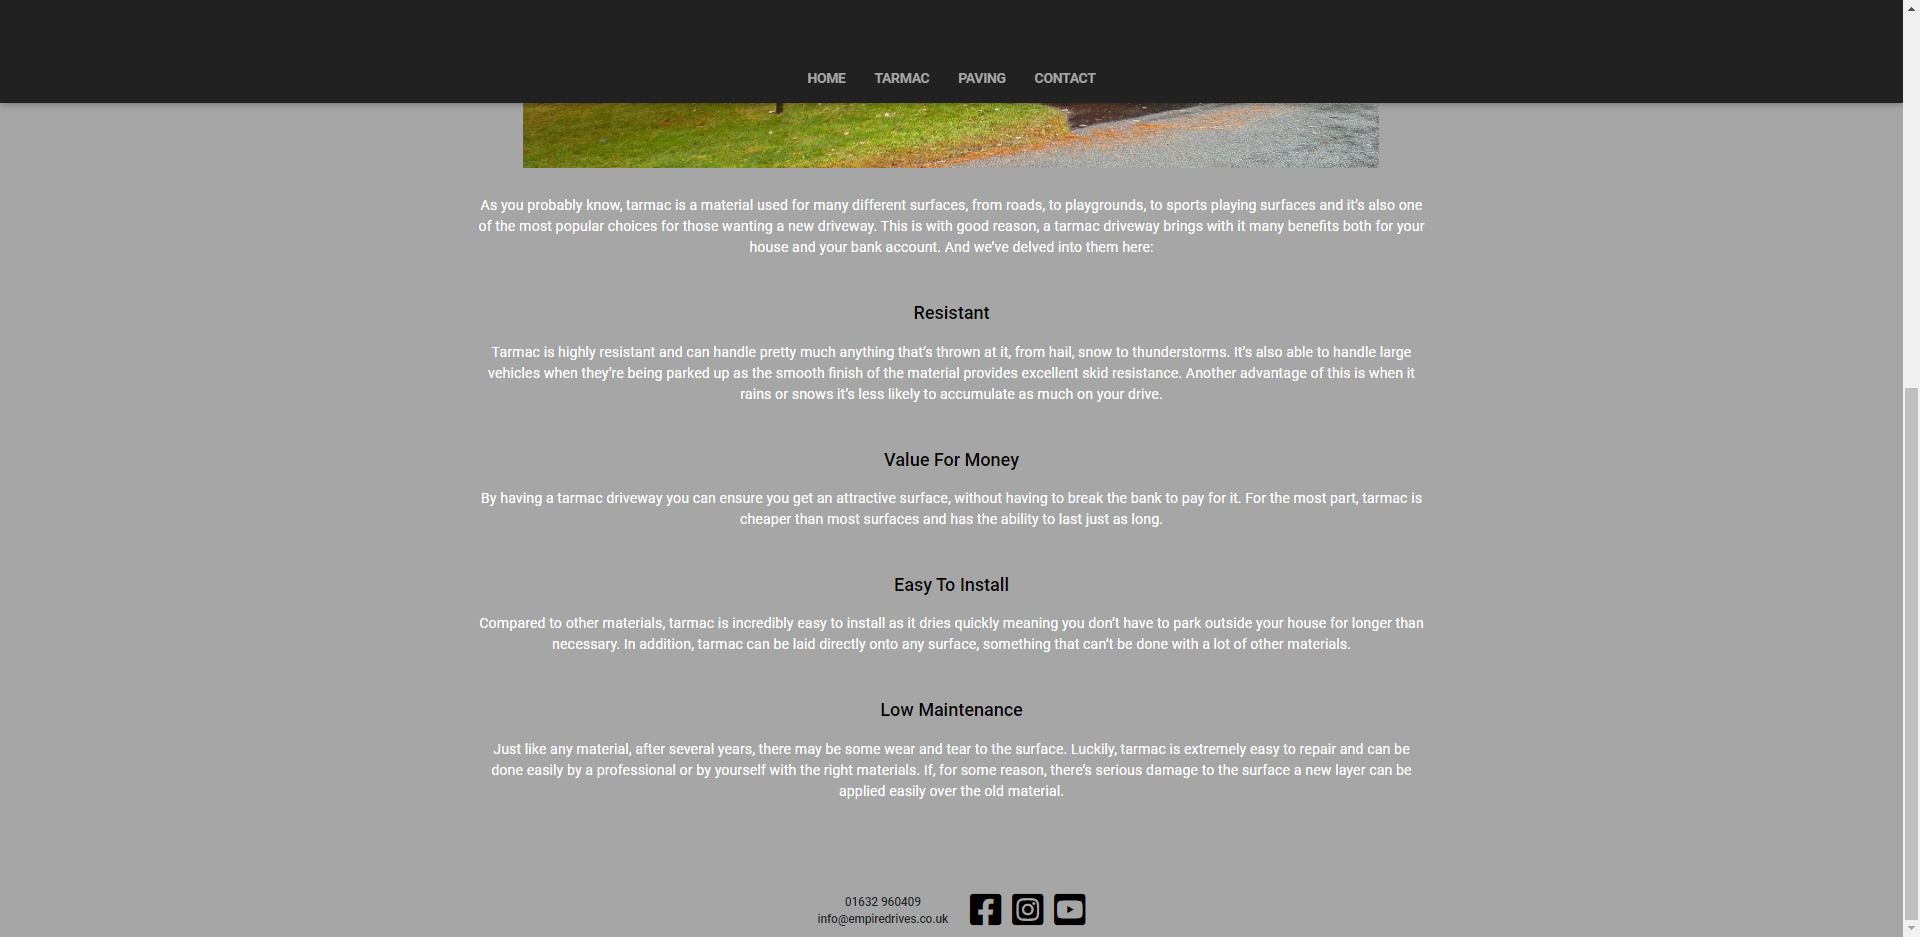 HOME TARMAC PAVING CONTACT
As you probably know, tarmac is a material used for many different surfaces, from roads, to playgrounds, to sports playing surfaces and it’s also one
of the most popular choices for those wanting a new driveway. This is with good reason, a tarmac driveway brings with it many benefits both for your
house and your bank account. And we’ve delved into them here:
Resistant
Tarmac is highly resistant and can handle pretty much anything that’s thrown at it, from hail, snow to thunderstorms. It’s also able to handle large
vehicles when they’re being parked up as the smooth finish of the material provides excellent skid resistance. Another advantage of this is when it
rains or snows it’s less likely to accumulate as much on your drive.
Value For Money
By having a tarmac driveway you can ensure you get an attractive surface, without having to break the bank to pay for it. For the most part, tarmac is
cheaper than most surfaces and has the ability to last just as long.
Easy To Install
Compared to other materials, tarmac is incredibly easy to install as it dries quickly meaning you don’t have to park outside your house for longer than
necessary. In addition, tarmac can be laid directly onto any surface, something that can’t be done with a lot of other materials.
Low Maintenance
Just like any material, after several years, there may be some wear and tear to the surface. Luckily, tarmac is extremely easy to repair and can be
done easily by a professional or by yourself with the right materials. If, for some reason, there’s serious damage to the surface a new layer can be
applied easily over the old material.
01632 960409
info@empiredrives.co.uk